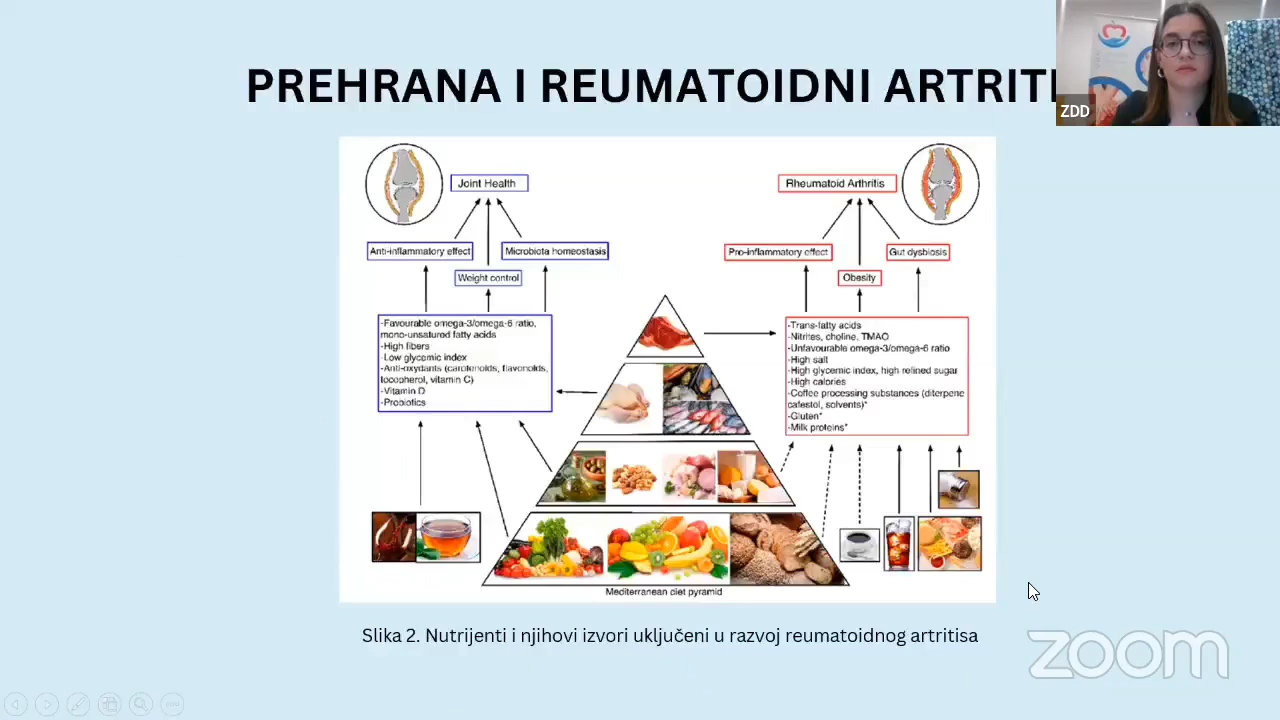 PREHRANA I REUMATOIDNI ARTRITI
ZDD
Joint Health
Rheumatoid Arthritis
Anti-inflammatory effect
Microbiota homeostasis
Weight control
Pro-inflammatory effect
Gut dysbiosis
Obesity
-Favourable omega-3/omega-6 ratio,
mono-unsatured fatty acids
-High fibers
-Low glycemic index
-Anti-oxydants (carotenoids, flavonoids,
tocopherol, vitamin C)
-Vitamin D
-Probiotics
-Trans-fatty acids
-Nitrites, choline, TMAO
-Unfavourable omega-3/omega-6 ratio
-High salt
-High glycemic index, high refined sugar
-High calories
-Coffee processing substances (diterpene
cafestol, solvents)*
-Gluten*
-Milk proteins*
Mediterranean diet pyramid
Slika 2. Nutrijenti i njihovi izvori uključeni u razvoj reumatoidnog artritisa
zoom